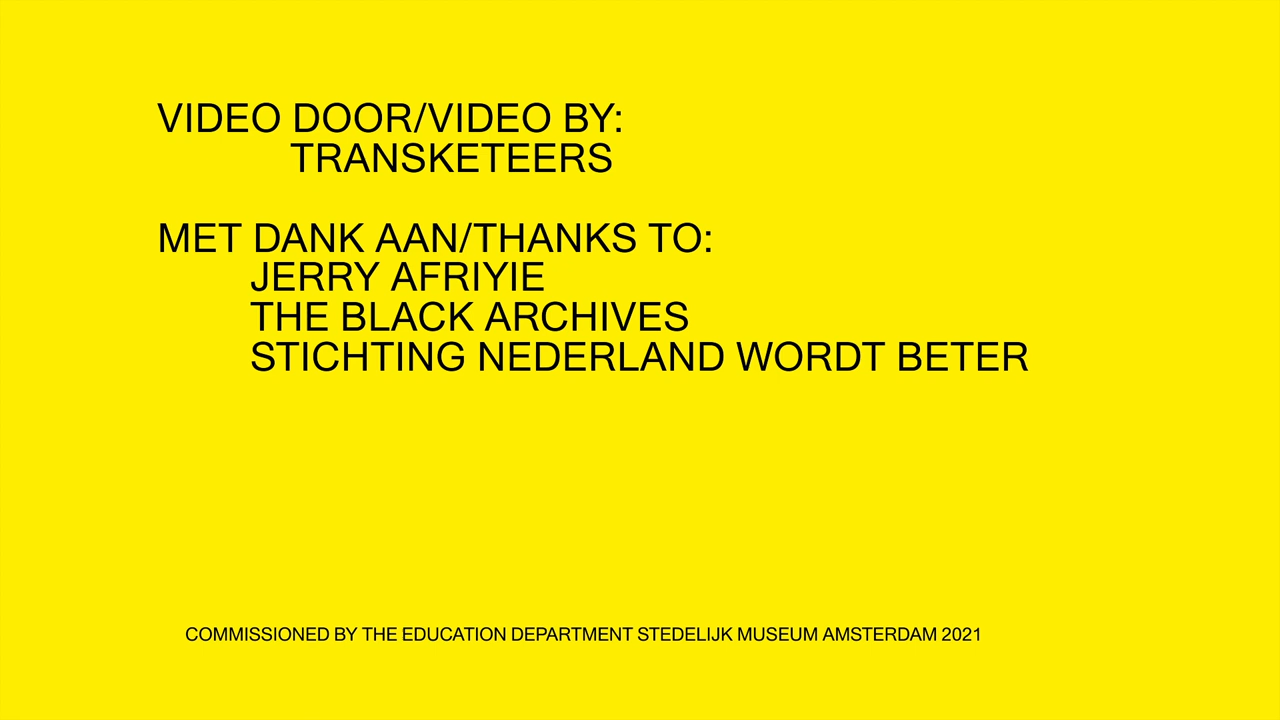 VIDEO DOOR/VIDEO BY:
TRANSKETEERS
MET DANK AAN/THANKS TO:
JERRY AFRIYIE
THE BLACK ARCHIVES
STICHTING NEDERLAND WORDT BETER
COMMISSIONED BY THE EDUCATION DEPARTMENT STEDELIJK MUSEUM AMSTERDAM 2021